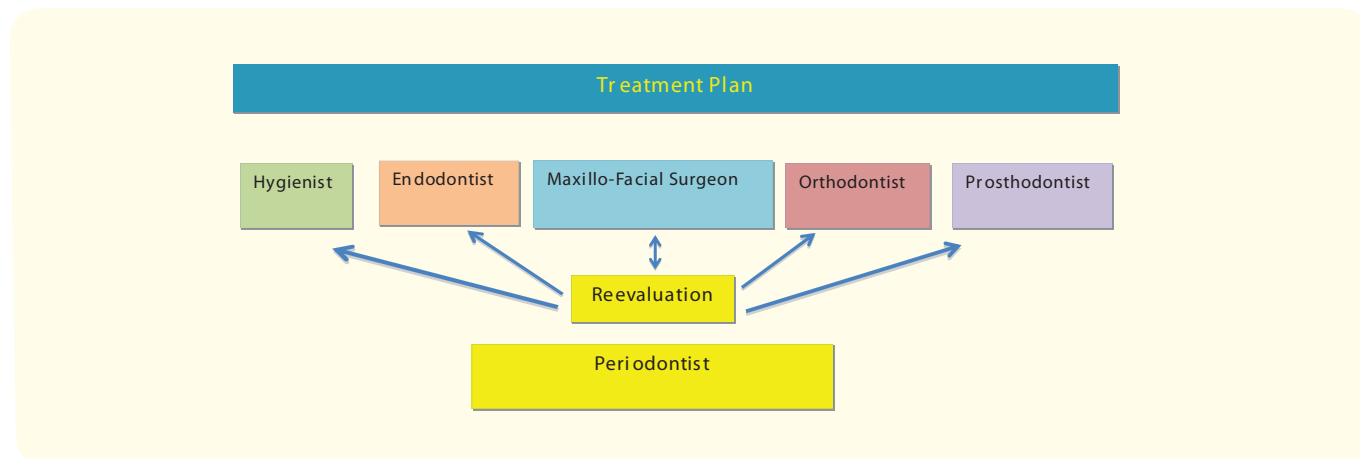 Treatment Plan
Hygienist
Endodontist
Maxillo-Facial Surgeon
Orthodontist
Prosthodontist
Reevaluation
Periodontist